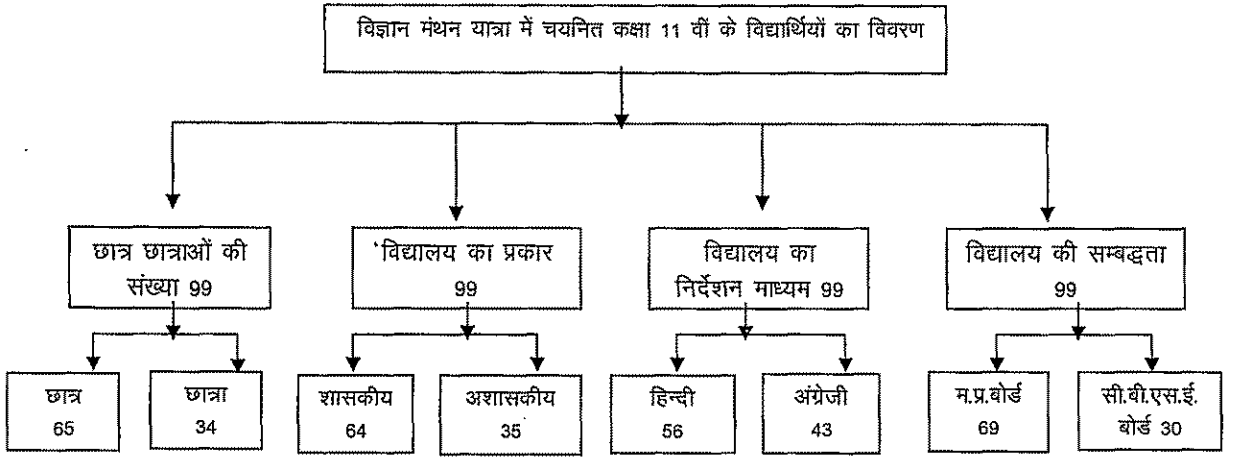 विज्ञान मंथन यात्रा में चयनित कक्षा 11 वीं के विद्यार्थियों का विवरण
छात्र छात्राओं की
संख्या 99
विद्यालय का प्रकार
99
विद्यालय का
निर्देशन माध्यम 99
विद्यालय की सम्बद्धता
99
छात्र
65
छात्रा
34
शासकीय
64
अशासकीय
35
हिन्दी
56
अंग्रेजी
43
म.प्र.बोर्ड
69
सी.बी.एस.ई.
बोर्ड 30